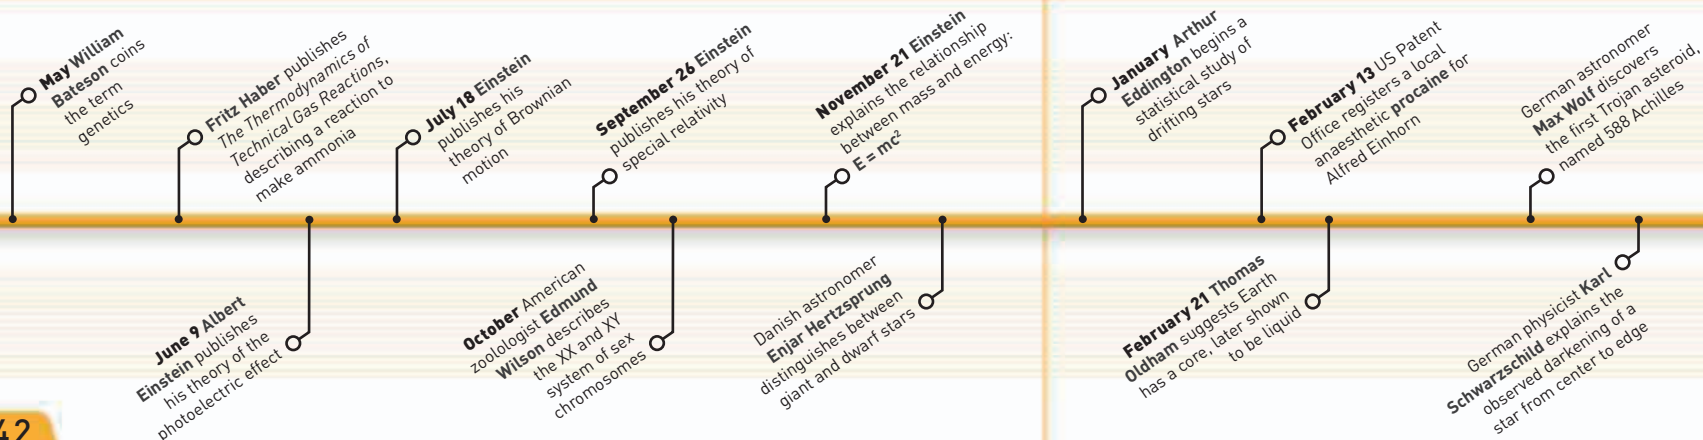 May William
Bateson coins
the term
genetics
Fritz Haber publishes
The Thermodynamics of
Technical Gas Reactions,
describing a reaction to
make ammonia
June 9 Albert
Einstein publishes
his theory of the
photoelectric effect
July 18 Einstein
publishes his
theory of Brownian
motion
September 26 Einstein
publishes his theory of
special relativity
October American
zoologist Edmund
Wilson describes
the XX and XY
system of sex
chromosomes
November 21 Einstein
explains the relationship
between mass and energy:
E = mc²
Danish astronomer
Enjar Hertzsprung
distinguishes between
giant and dwarf stars
January Arthur
Eddington begins a
statistical study of
drifting stars
February 13 US Patent
Office registers a local
anaesthetic procaine for
Alfred Einhorn
February 21 Thomas
Oldham suggests Earth
has a core, later shown
to be liquid
German astronomer
Max Wolf discovers
the first Trojan asteroid,
named 588 Achilles
German physicist Karl
Schwarzschild explains the
observed darkening of a
star from center to edge
42